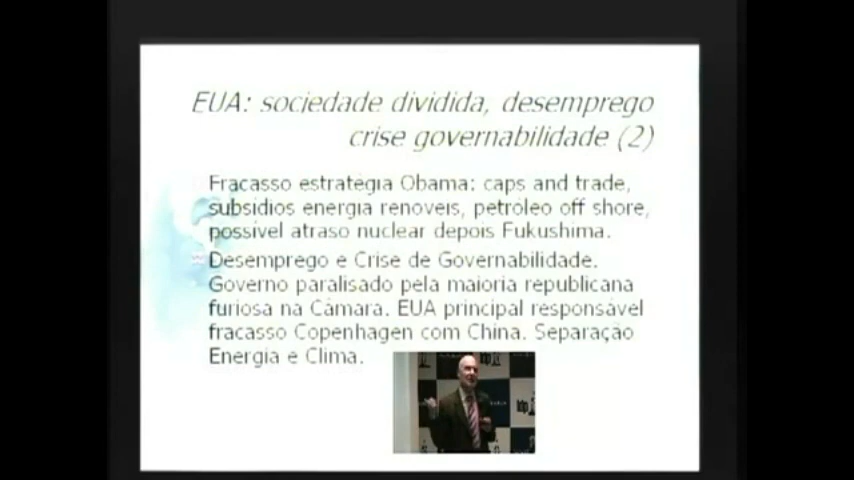 EUA: sociedade dividida, desemprego
crise governabilidade (2)
Fracasso estratégia Obama: caps and trade,
subsidios energia renoveis, petróleo off shore,
possível atraso nuclear depois Fukushima.
Desemprego e Crise de Governabilidade.
Governo paralisado pela maioria republicana
furiosa na Câmara. EUA principal responsável
fracasso Copenhagen com China. Separação
Energia e Clima.